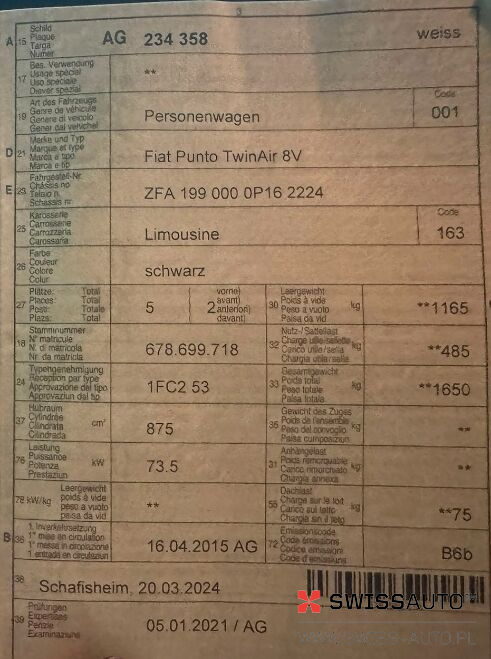 A 15 Schild Plaque Targa Numer AG 234 358 weiss
17 Bes. Verwendung Usage spécial Uso speciale Diever spezial **
19 Art des Fahrzeugs Genre de véhicule Genere di veicolo Gener dal vehichel Personenwagen Code 001
D 21 Marke und Typ Marque et type Marca e tipo Marca e tip Fiat Punto TwinAir 8V
E 23 Fahrgestell-Nr. Châssis no Telaio n. Schassis nr. ZFA 199 000 0P16 2224
25 Karosserie Carrosserie Carrozzeria Carossaria Limousine Code 163
26 Farbe Couleur Colore Colur schwarz
27 Plätze: Total Places: Total Posti: Totale Plazs: Total 5 2 vorne) avant) anteriori) davant)
30 Leergewicht Poids à vide Peso a vuoto Paisa da vid kg **1165
18 Stammnummer N° matricule N. di matricola Nr. da matricla 678.699.718
32 Nutz-/Sattellast Charge utile/sellette Carico utile/sella Chargia utile/sella kg **485
24 Typengenehmigung Réception par type Approvazione del tipo Approvaziun dal tip 1FC2 53
33 Gesamtgewicht Poids total Peso totale Paisa totala kg **1650
37 Hubraum Cylindrée Cilindrata Cilindrada cm³ 875
35 Gewicht des Zuges Poids de l'ensemble Peso del convoglio Paisa cumposiziun kg **
76 Leistung Puissance Potenza Prestaziun kW 73.5
31 Anhängelast Poids remorquable Carico rimorchiato Chargia annexa kg **
78 kW/kg Leergewicht poids à vide peso a vuoto paisa da vid **
55 Dachlast Charge sur le toit Carico sul tetto Chargia sin il tetg kg **75
B 36 1. Inverkehrsetzung 1re mise en circulation 1a messa in circolazione 1. entrada en circulaziun 16.04.2015 AG
72 Emissionscode Code émissions Codice emissioni Code d'emissiuns B6b
38 Schafisheim, 20.03.2024
SWISSAUTO
39 Prüfungen Expertises Perizie Examinaziuns 05.01.2021 / AG